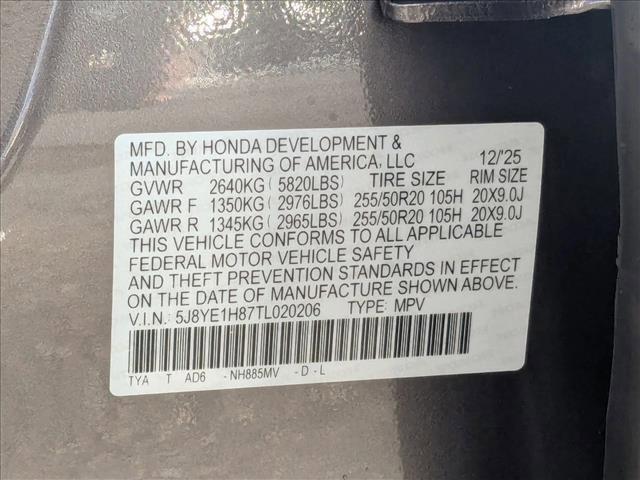 MFD. BY HONDA DEVELOPMENT &
MANUFACTURING OF AMERICA, LLC 12/'25
GVWR 2640KG ( 5820LBS) TIRE SIZE RIM SIZE
GAWR F 1350KG ( 2976LBS) 255/50R20 105H 20X9.0J
GAWR R 1345KG ( 2965LBS) 255/50R20 105H 20X9.0J
THIS VEHICLE CONFORMS TO ALL APPLICABLE
FEDERAL MOTOR VEHICLE SAFETY
AND THEFT PREVENTION STANDARDS IN EFFECT
ON THE DATE OF MANUFACTURE SHOWN ABOVE.
V.I.N.: 5J8YE1H87TL020206 TYPE: MPV
TYA T AD6 -NH885MV -D-L